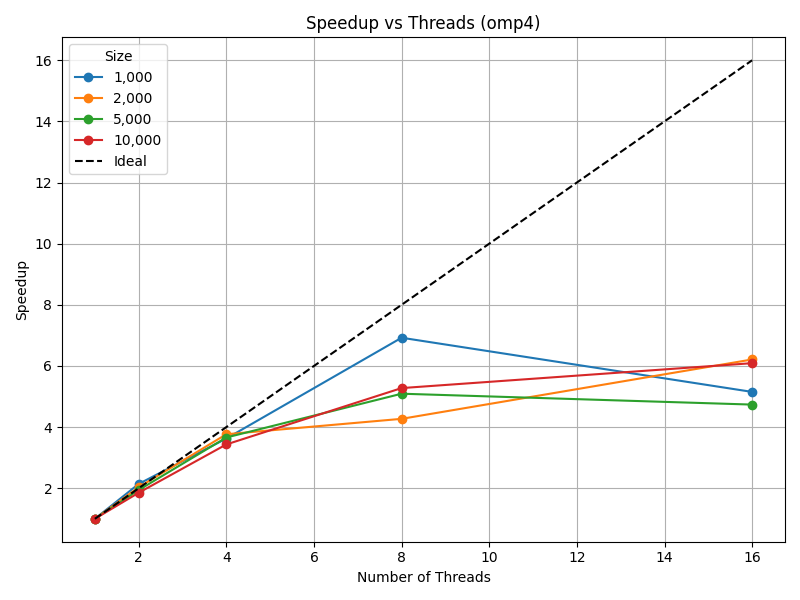 Speedup vs Threads (omp4)
Size
1,000
2,000
5,000
10,000
Ideal
Speedup
16
14
12
10
8
6
4
2
2 4 6 8 10 12 14 16
Number of Threads